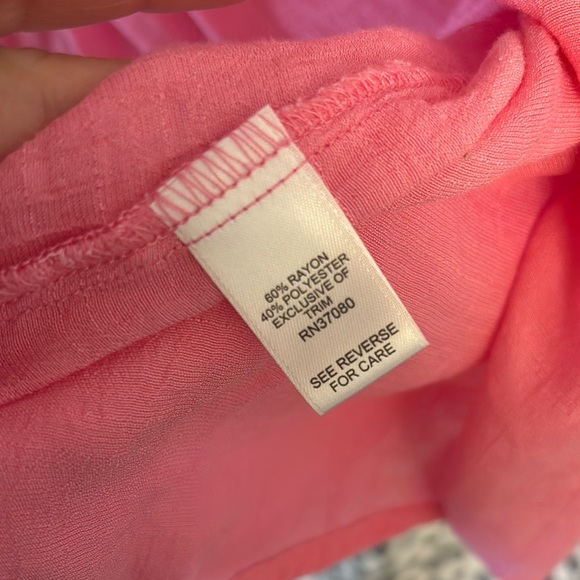 60% RAYON
40% POLYESTER
EXCLUSIVE OF
TRIM
RN37080
SEE REVERSE
FOR CARE